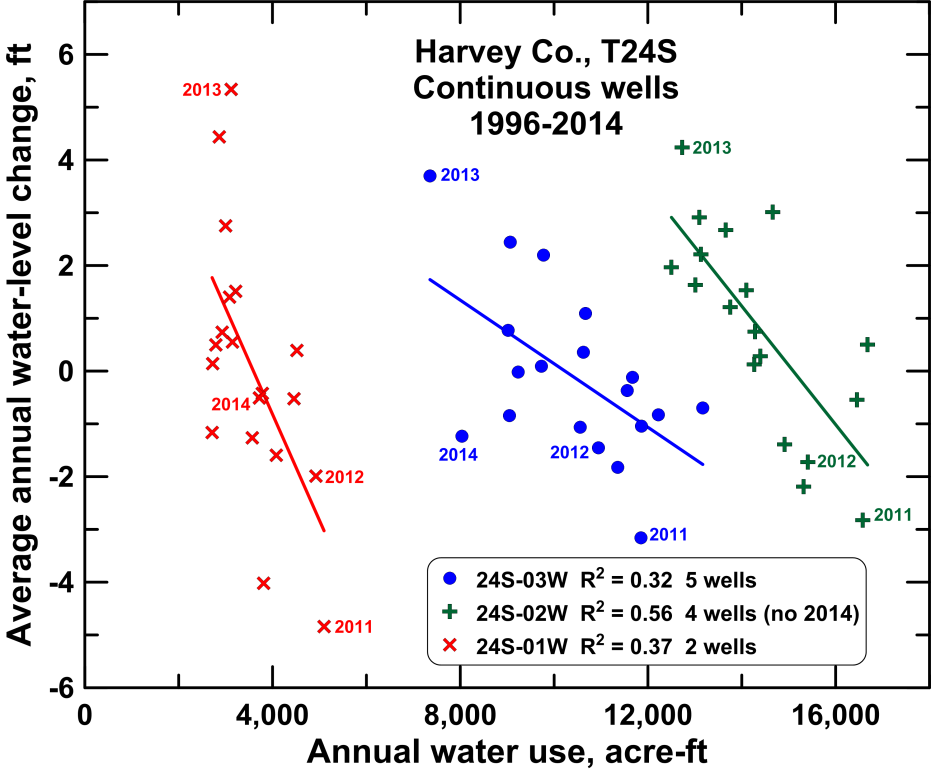 Harvey Co., T24S
Continuous wells
1996-2014
Average annual water-level change, ft
6
4
2
0
-2
-4
-6
2013
2014
2012
2011
2013
2014
2012
2011
2013
2012
2011
24S-03W R² = 0.32 5 wells
24S-02W R² = 0.56 4 wells (no 2014)
24S-01W R² = 0.37 2 wells
0 4,000 8,000 12,000 16,000
Annual water use, acre-ft